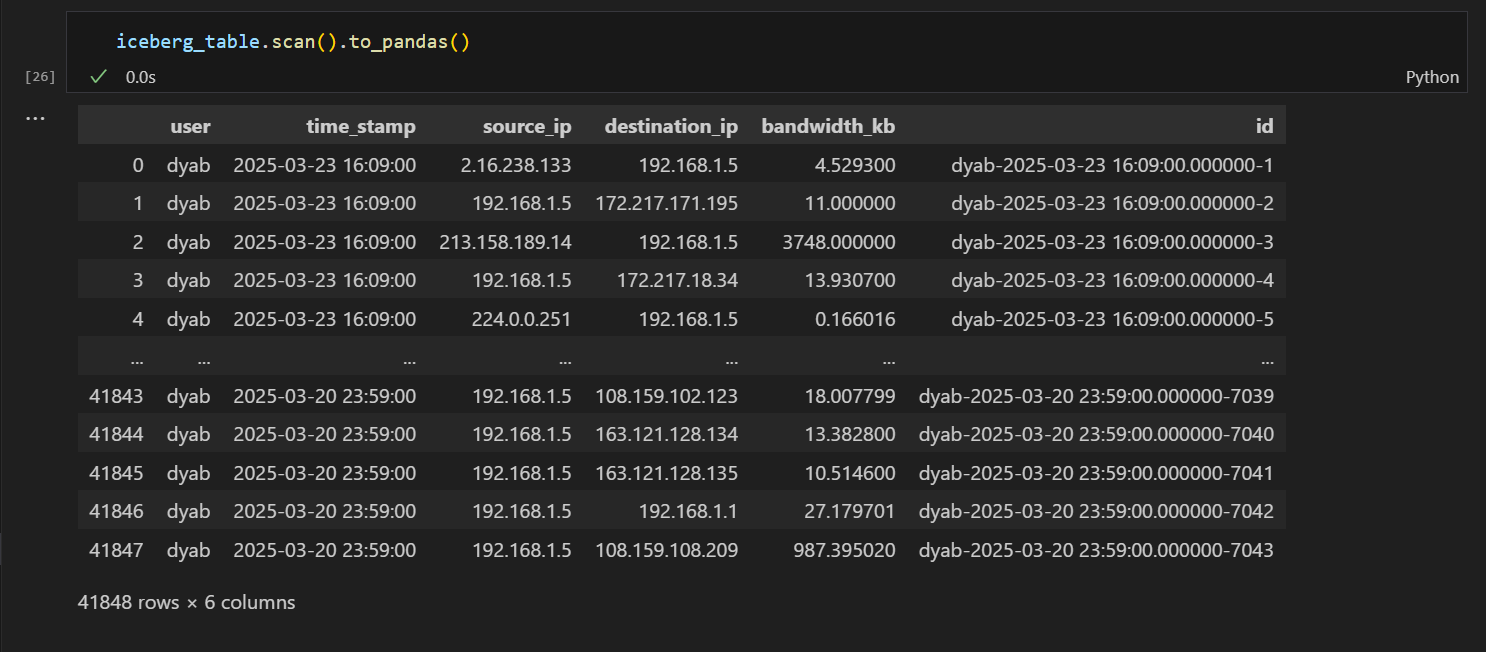 iceberg_table.scan().to_pandas()
[26] ✓ 0.0s Python
...
user time_stamp source_ip destination_ip bandwidth_kb id
0 dyab 2025-03-23 16:09:00 2.16.238.133 192.168.1.5 4.529300 dyab-2025-03-23 16:09:00.000000-1
1 dyab 2025-03-23 16:09:00 192.168.1.5 172.217.171.195 11.000000 dyab-2025-03-23 16:09:00.000000-2
2 dyab 2025-03-23 16:09:00 213.158.189.14 192.168.1.5 3748.000000 dyab-2025-03-23 16:09:00.000000-3
3 dyab 2025-03-23 16:09:00 192.168.1.5 172.217.18.34 13.930700 dyab-2025-03-23 16:09:00.000000-4
4 dyab 2025-03-23 16:09:00 224.0.0.251 192.168.1.5 0.166016 dyab-2025-03-23 16:09:00.000000-5
... ... ... ... ... ... ...
41843 dyab 2025-03-20 23:59:00 192.168.1.5 108.159.102.123 18.007799 dyab-2025-03-20 23:59:00.000000-7039
41844 dyab 2025-03-20 23:59:00 192.168.1.5 163.121.128.134 13.382800 dyab-2025-03-20 23:59:00.000000-7040
41845 dyab 2025-03-20 23:59:00 192.168.1.5 163.121.128.135 10.514600 dyab-2025-03-20 23:59:00.000000-7041
41846 dyab 2025-03-20 23:59:00 192.168.1.5 192.168.1.1 27.179701 dyab-2025-03-20 23:59:00.000000-7042
41847 dyab 2025-03-20 23:59:00 192.168.1.5 108.159.108.209 987.395020 dyab-2025-03-20 23:59:00.000000-7043
41848 rows × 6 columns